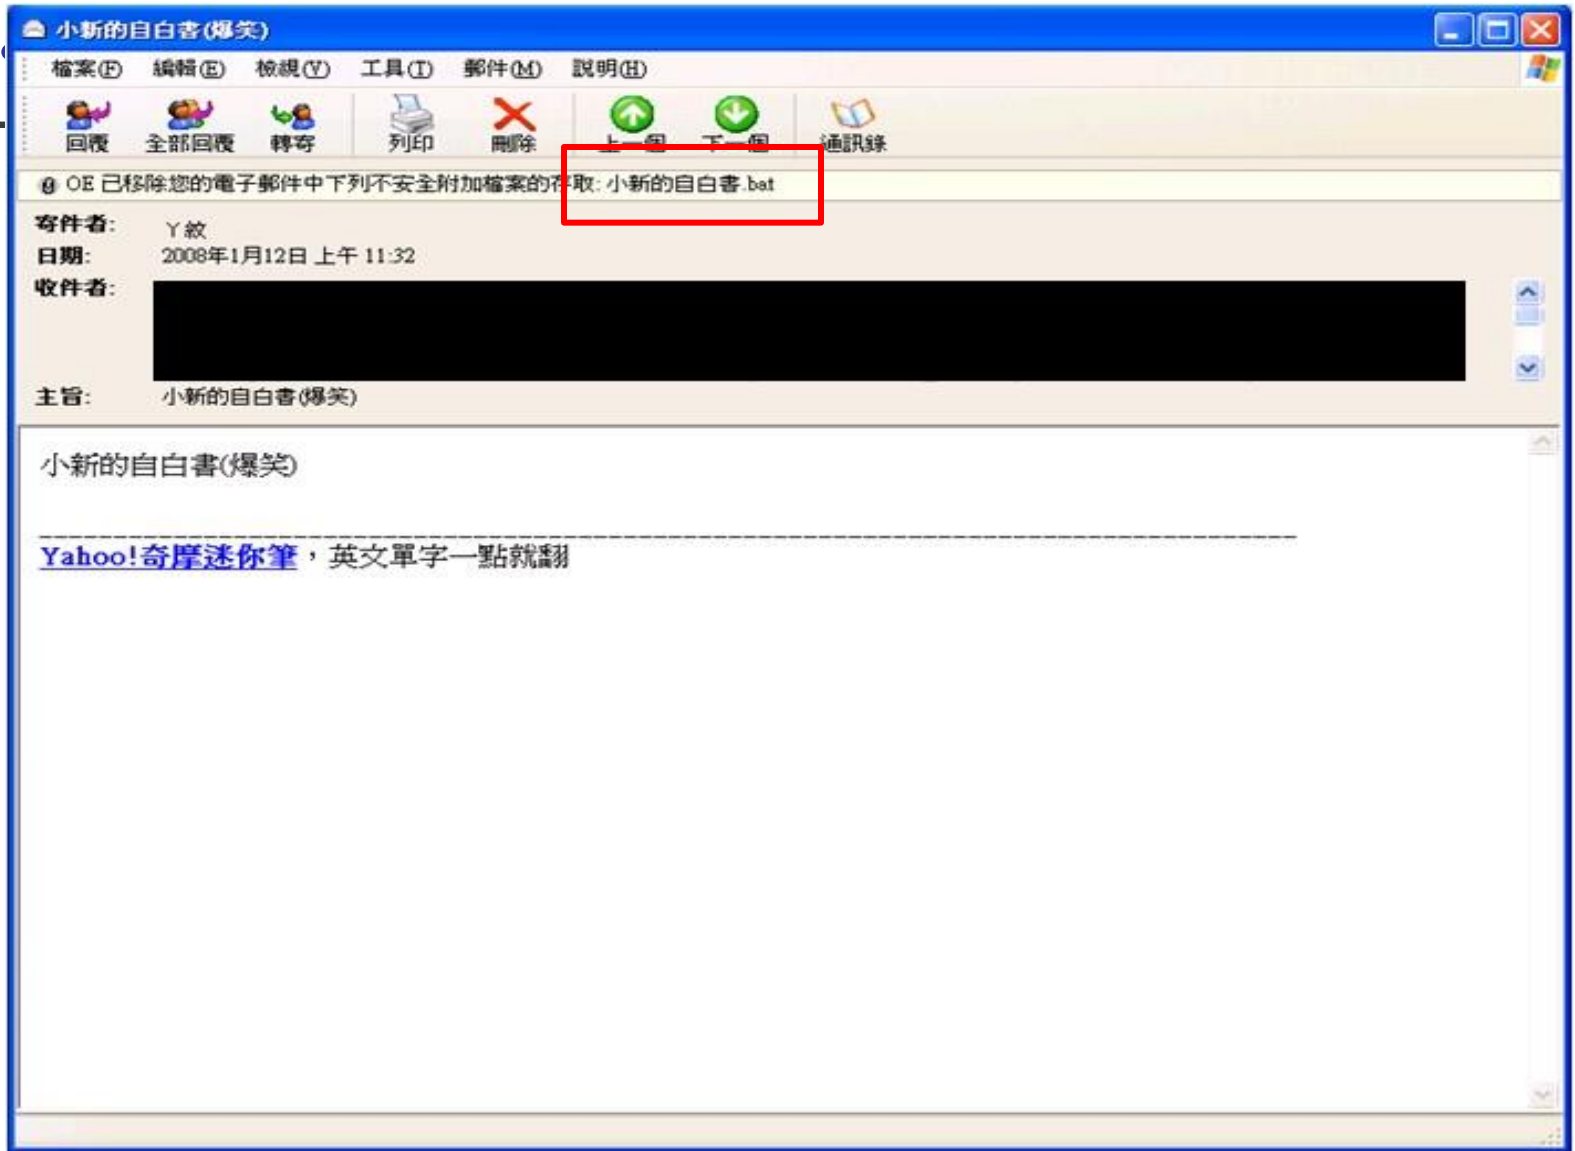 小新的自白書(爆笑)
檔案(F) 編輯(E) 檢視(V) 工具(T) 郵件(M) 說明(H)
回覆 全部回覆 轉寄 列印 刪除 上一個 下一個 通訊錄
OE 已移除您的電子郵件中下列不安全附加檔案的存取: 小新的自白書.bat
寄件者: ㄚ紋
日期: 2008年1月12日 上午 11:32
收件者:
主旨: 小新的自白書(爆笑)
小新的自白書(爆笑)
Yahoo!奇摩迷你筆，英文單字一點就翻